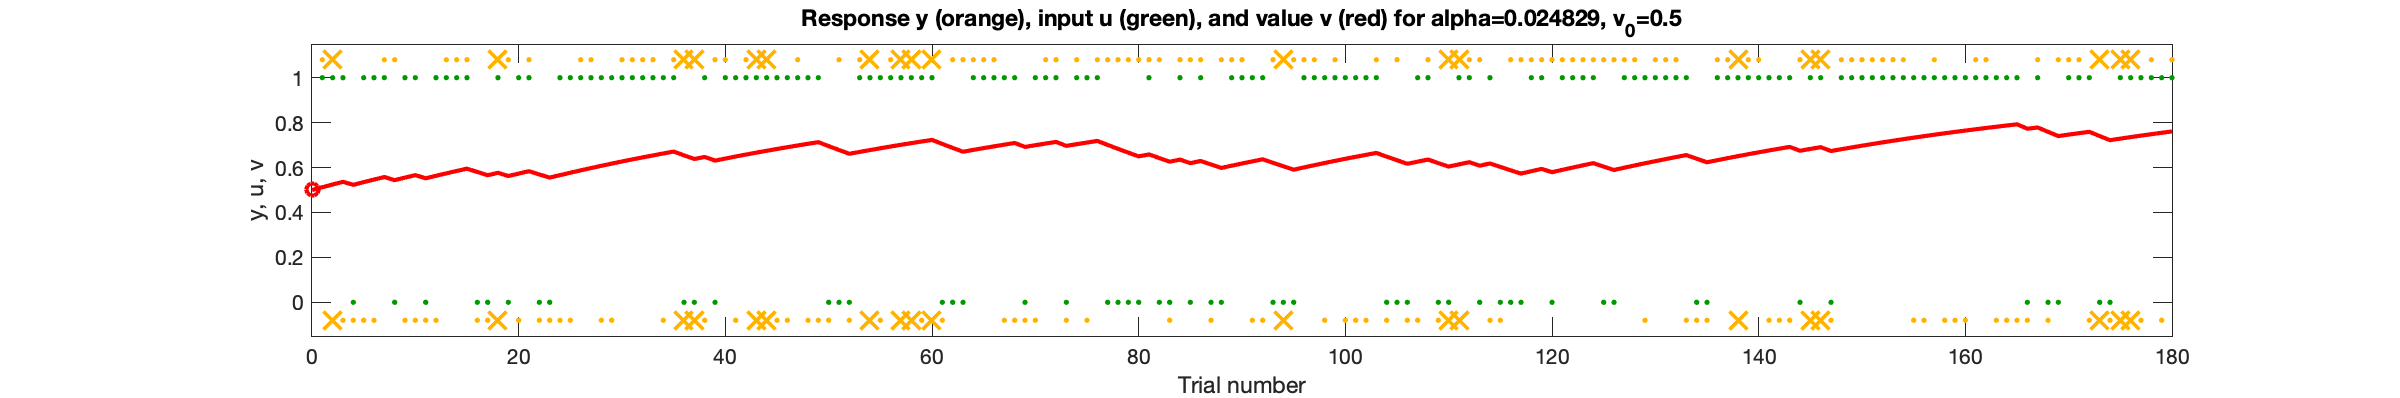 Response y (orange), input u (green), and value v (red) for alpha=0.024829, v_0=0.5
y, u, v
1
0.8
0.6
0.4
0.2
0
0 20 40 60 80 100 120 140 160 180
Trial number